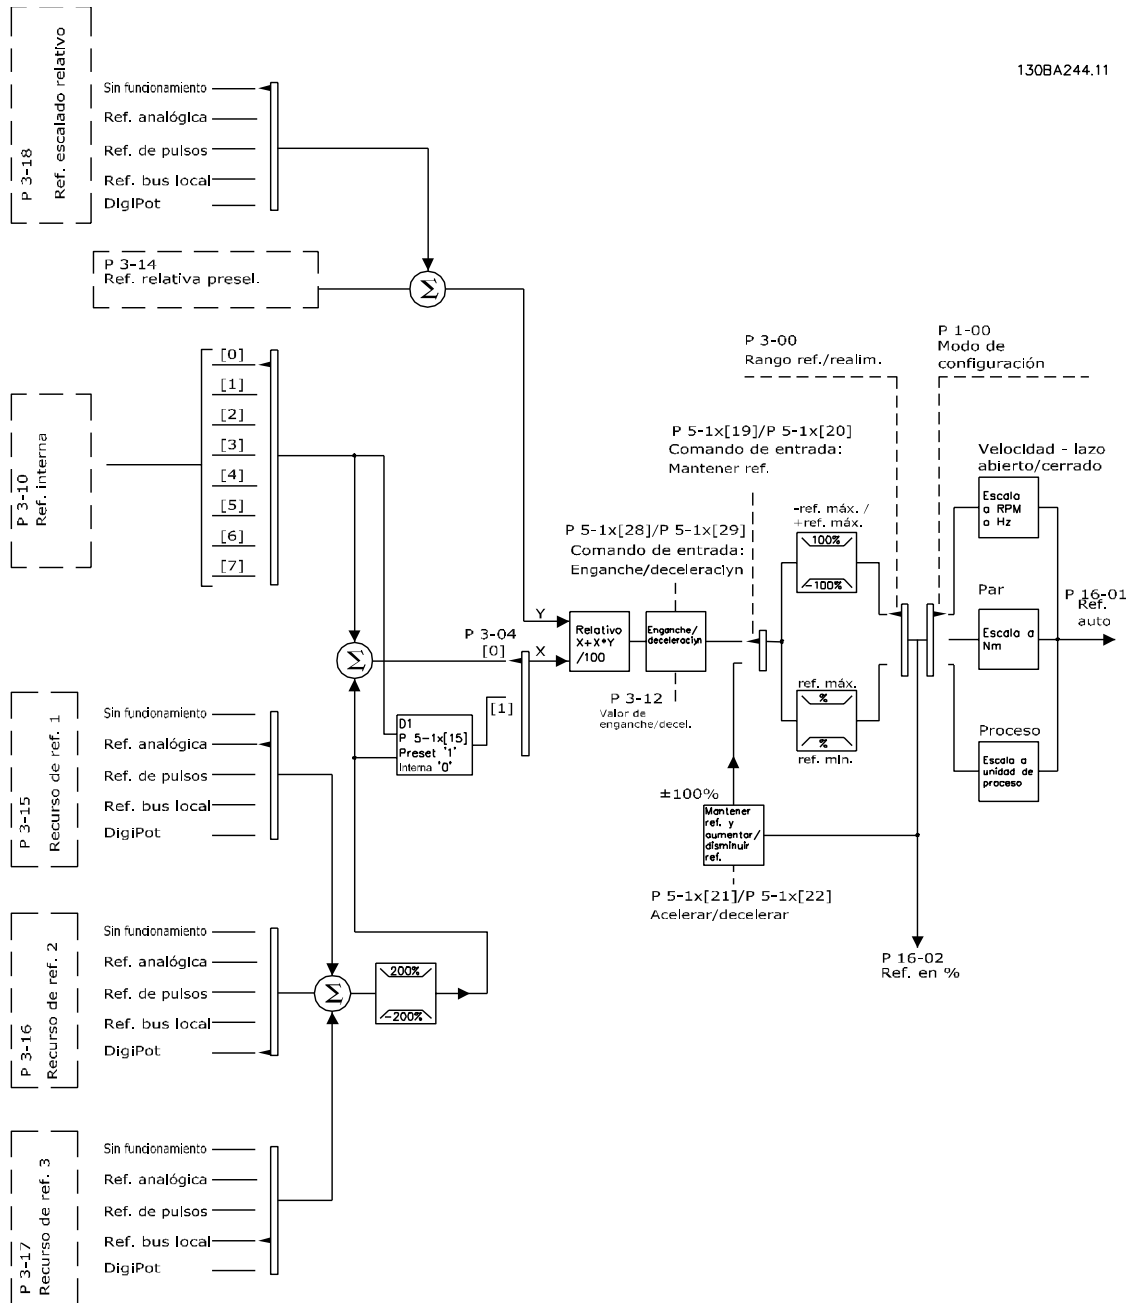 130BA244.11
P 3-18
Ref. escalado relativo
Sin funcionamiento
Ref. analógica
Ref. de pulsos
Ref. bus local
DigiPot
P 3-14
Ref. relativa presel.
Σ
P 3-10
Ref. interna
[0]
[1]
[2]
[3]
[4]
[5]
[6]
[7]
P 3-00
Rango ref./realim.
P 1-00
Modo de
configuración
P 5-1x[19]/P 5-1x[20]
Comando de entrada:
Mantener ref.
P 5-1x[28]/P 5-1x[29]
Comando de entrada:
Enganche/deceleraciyn
-ref. máx. /
+ref. máx.
100%
-100%
Velocidad - lazo
abierto/cerrado
Escala
a RPM
o Hz
Y
X
P 3-04
[0]
[1]
Relativo
X+X*Y
/100
Enganche/
deceleraciyn
P 3-12
Valor de
enganche/decel.
Par
Escala a
Nm
P 16-01
Ref.
auto
Σ
D1
P 5-1x[15]
Preset '1'
Interna '0'
ref. máx.
%
%
ref. mín.
Proceso
Escala a
unidad de
proceso
±100%
Mantener
ref. y
aumentar/
disminuir
ref.
P 5-1x[21]/P 5-1x[22]
Acelerar/decelerar
P 16-02
Ref. en %
P 3-15
Recurso de ref. 1
Sin funcionamiento
Ref. analógica
Ref. de pulsos
Ref. bus local
DigiPot
P 3-16
Recurso de ref. 2
Sin funcionamiento
Ref. analógica
Ref. de pulsos
Ref. bus local
DigiPot
Σ
200%
-200%
P 3-17
Recurso de ref. 3
Sin funcionamiento
Ref. analógica
Ref. de pulsos
Ref. bus local
DigiPot